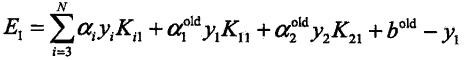 $E_1 = \sum_{i=3}^{N} \alpha_i y_i K_{i1} + \alpha_1^{\text{old}} y_1 K_{11} + \alpha_2^{\text{old}} y_2 K_{21} + b^{\text{old}} - y_1$